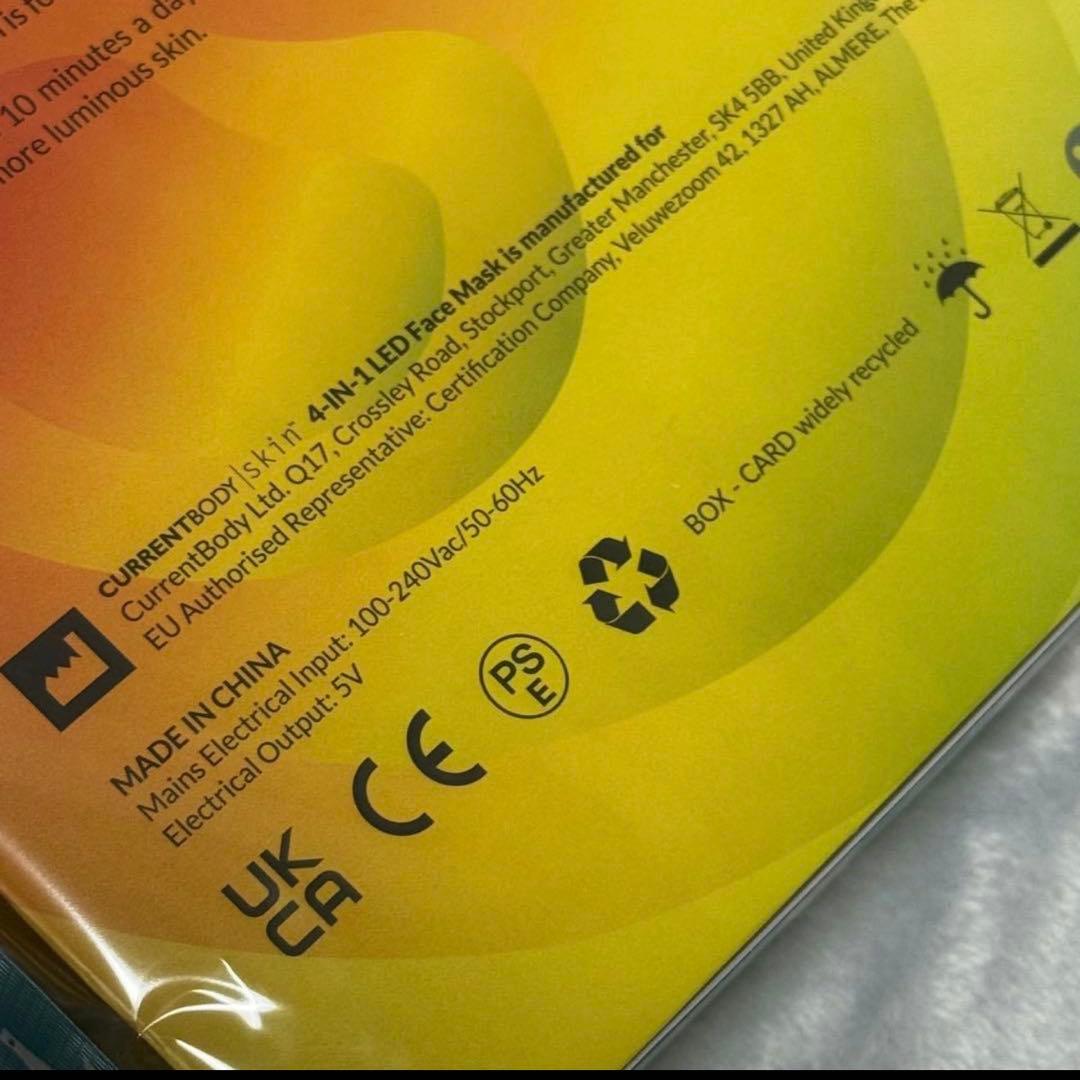 10 minutes a day
more luminous skin.
CURRENTBODY|skin™ 4-IN-1 LED Face Mask is manufactured for
CurrentBody Ltd. Q17, Crossley Road, Stockport, Greater Manchester, SK4 5BB, United King
EU Authorised Representative: Certification Company, Veluwezoom 42, 1327 AH, ALMERE, The
MADE IN CHINA
Mains Electrical Input: 100-240Vac/50-60Hz
Electrical Output: 5V
UK
CA
CE
PS
E
BOX - CARD widely recycled